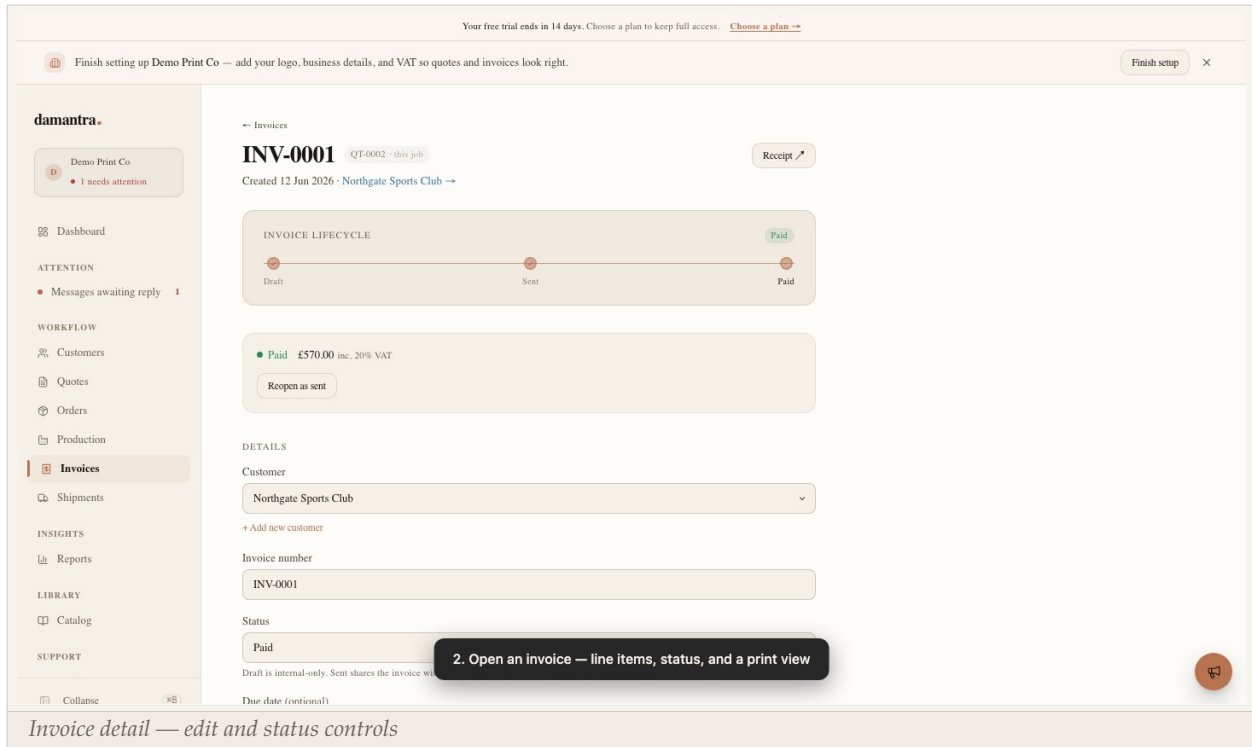 Your free trial ends in 14 days. Choose a plan to keep full access. Choose a plan →
Finish setting up Demo Print Co — add your logo, business details, and VAT so quotes and invoices look right.
Finish setup
×
damantra.
D
Demo Print Co
1 needs attention
Dashboard
ATTENTION
Messages awaiting reply 1
WORKFLOW
Customers
Quotes
Orders
Production
Invoices
Shipments
INSIGHTS
Reports
LIBRARY
Catalog
SUPPORT
Collapse ⌘B
← Invoices
INV-0001 QT-0002 · this job
Receipt ↗
Created 12 Jun 2026 · Northgate Sports Club →
INVOICE LIFECYCLE
Paid
Draft
Sent
Paid
Paid £570.00 inc. 20% VAT
Reopen as sent
DETAILS
Customer
Northgate Sports Club
+ Add new customer
Invoice number
INV-0001
Status
Paid
Draft is internal-only. Sent shares the invoice
Due date (optional)
2. Open an invoice — line items, status, and a print view
Invoice detail — edit and status controls